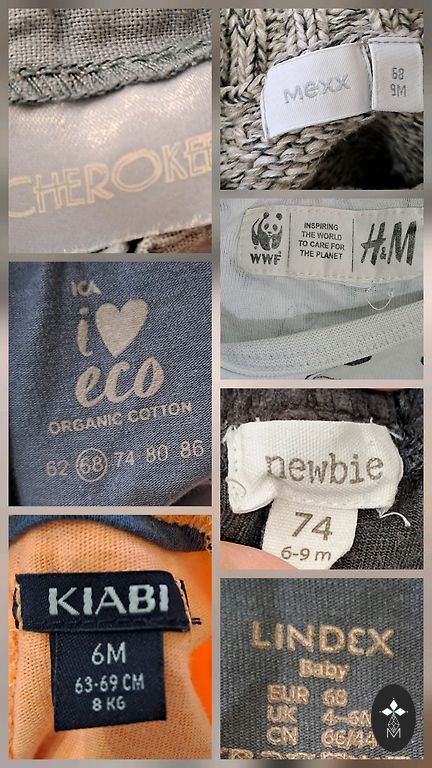 CHEROKEE
mexx
68
9M
WWF
INSPIRING
THE WORLD
TO CARE FOR
THE PLANET
H&M
ICA
i
eco
ORGANIC COTTON
62 68 74 80 86
newbie
74
6-9 m
KIABI
6M
63-69 CM
8 KG
LINDEX
Baby
EUR 68
UK 4-6M
CN 66/44
M